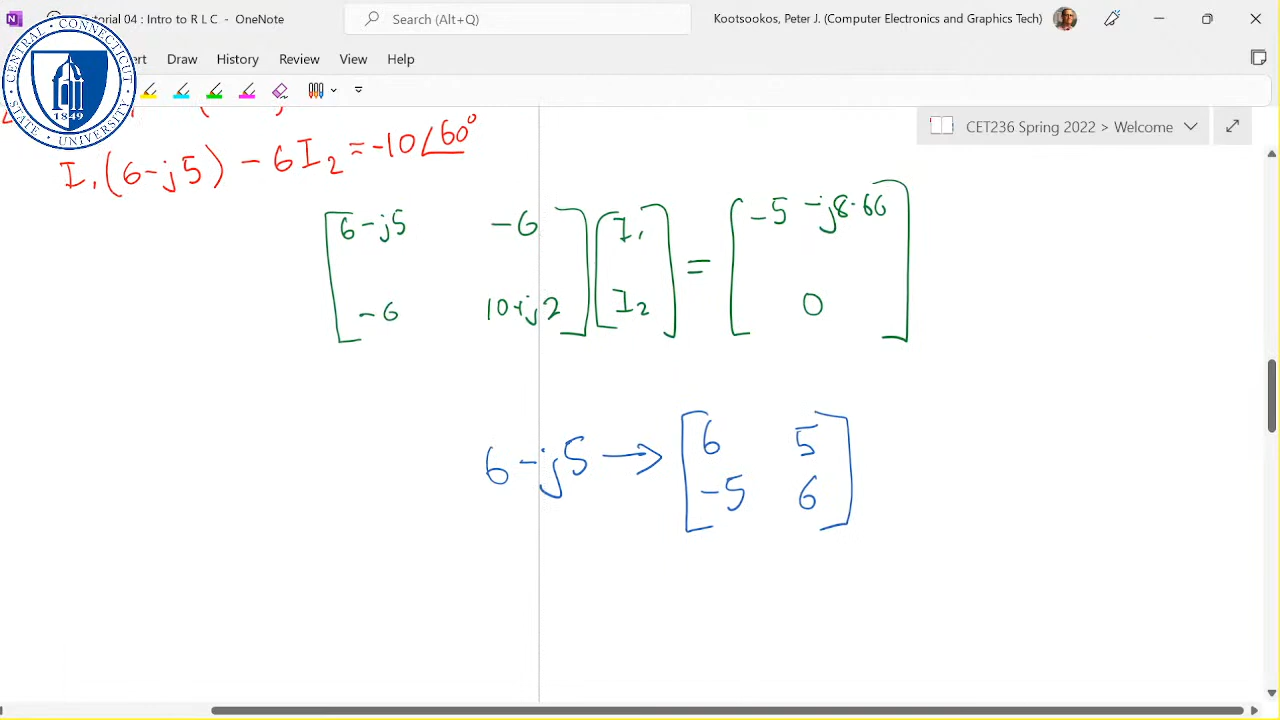 torial 04 : Intro to R L C - OneNote
Search (Alt+Q)
Kootsookos, Peter J. (Computer Electronics and Graphics Tech)
CENTRAL CONNECTICUT STATE UNIVERSITY
1849
ert Draw History Review View Help
CET236 Spring 2022 > Welcome
I₁(6-j5) - 6I₂ = -10∠60°
[6-j5 -6] [I₁] = [-5 -j8.66]
[-6 10+j2] [I₂] [0]
6-j5 → [6 5]
[-5 6]